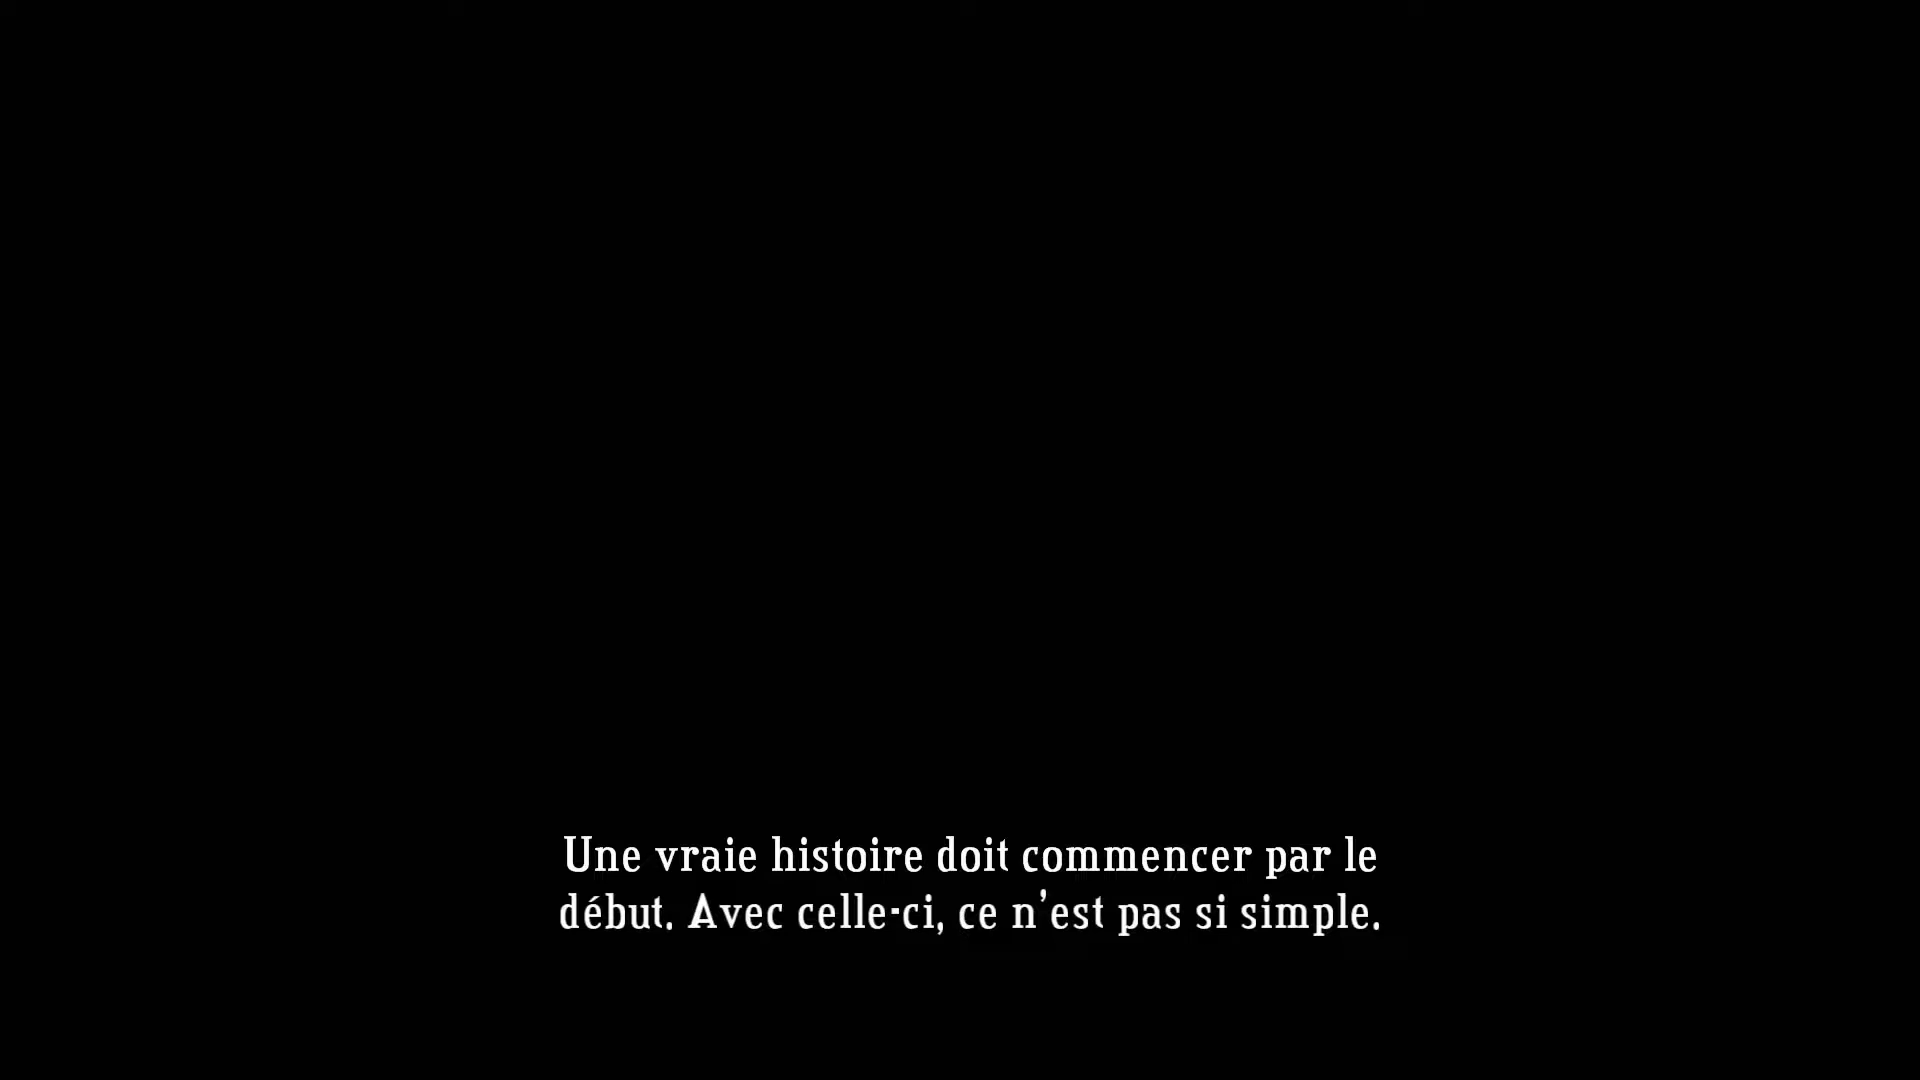 Une vraie histoire doit commencer par le
début. Avec celle-ci, ce n’est pas si simple.